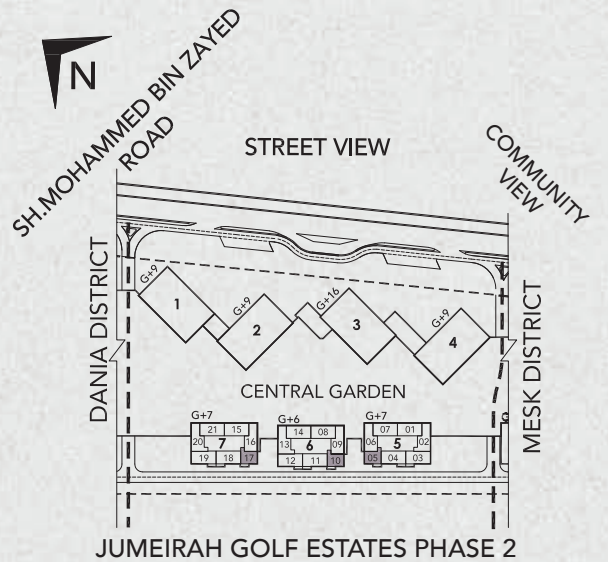 N
SH.MOHAMMED BIN ZAYED
ROAD
STREET VIEW
COMMUNITY
VIEW
DANIA DISTRICT
MESK DISTRICT
G+9
1
G+9
2
G+16
3
G+9
4
CENTRAL GARDEN
G+7
21 15
20 7 16
19 18 17
G+6
14 08
13 6 09
12 11 10
G+7
07 01
06 5 02
05 04 03
G
JUMEIRAH GOLF ESTATES PHASE 2